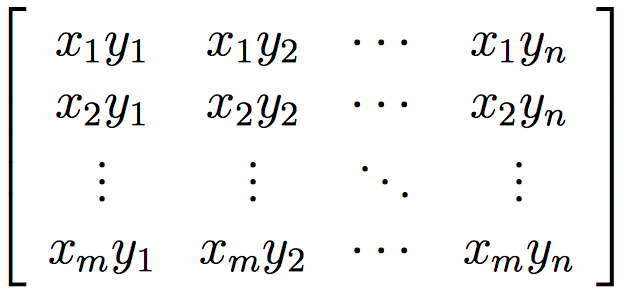 x₁y₁ x₁y₂ ⋯ x₁yₙ
x₂y₁ x₂y₂ ⋯ x₂yₙ
⋮ ⋮ ⋱ ⋮
xₘy₁ xₘy₂ ⋯ xₘyₙ